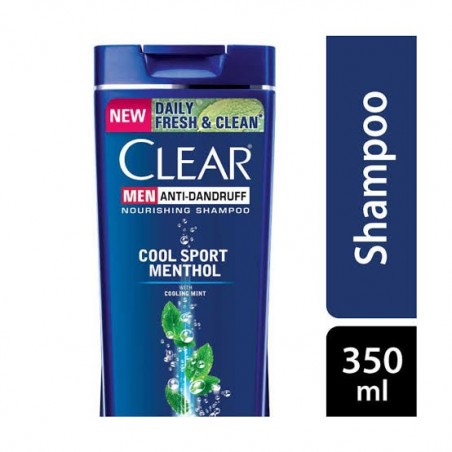 NEW
DAILY
FRESH & CLEAN*
CLEAR
MEN ANTI-DANDRUFF
NOURISHING SHAMPOO
COOL SPORT
MENTHOL
WITH
COOLING MINT
Shampoo
350
ml